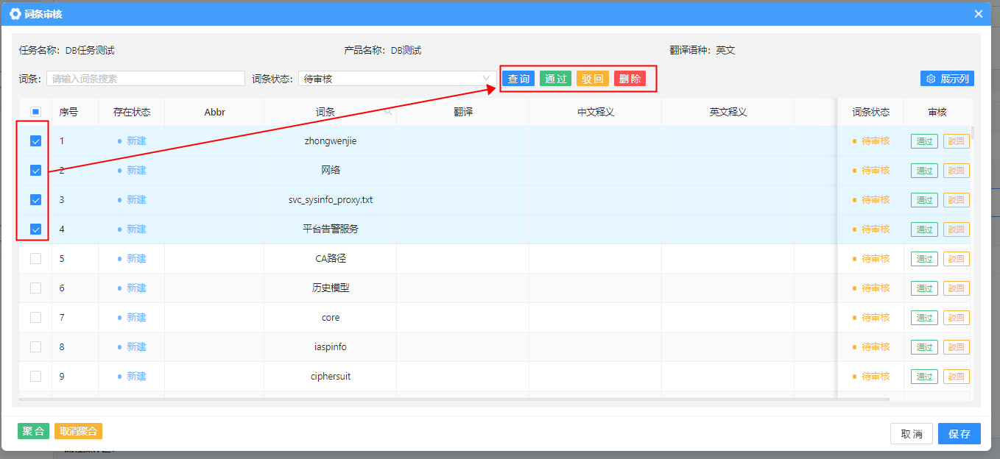 词条审核
任务名称: DB任务测试 产品名称: DB测试 翻译语种: 英文
词条: 请输入词条搜索 词条状态: 待审核 查询 通过 驳回 删除 展示列
序号 存在状态 Abbr 词条 翻译 中文释义 英文释义 词条状态 审核
1 新建 zhongwenjie 待审核 通过 驳回
2 新建 网络 待审核 通过 驳回
3 新建 svc_sysinfo_proxy.txt 待审核 通过 驳回
4 新建 平台告警服务 待审核 通过 驳回
5 新建 CA路径 待审核 通过 驳回
6 新建 历史模型 待审核 通过 驳回
7 新建 core 待审核 通过 驳回
8 新建 iaspinfo 待审核 通过 驳回
9 新建 ciphersuit 待审核 通过 驳回
聚合 取消聚合 取消 保存